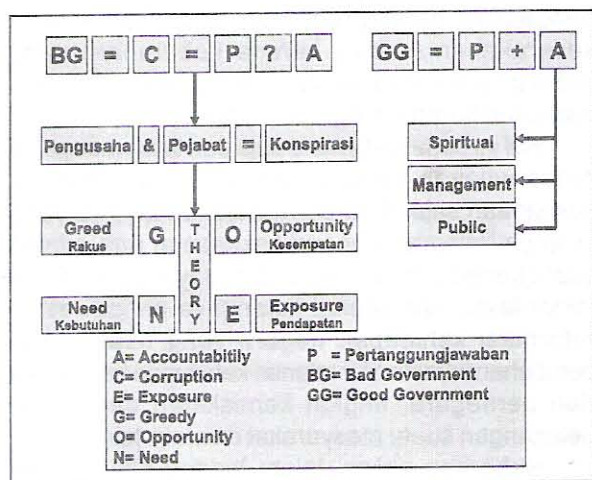 BG = C = P ? A
GG = P + A
Pengusaha & Pejabat = Konspirasi
Spiritual
Management
Public
Greed
Rakus
G
THEORY
O
Opportunity
Kesempatan
Need
Kebutuhan
N
E
Exposure
Pendapatan
A= Accountabitily
C= Corruption
E= Exposure
G= Greedy
O= Opportunity
N= Need
P = Pertanggungjawaban
BG= Bad Government
GG= Good Government